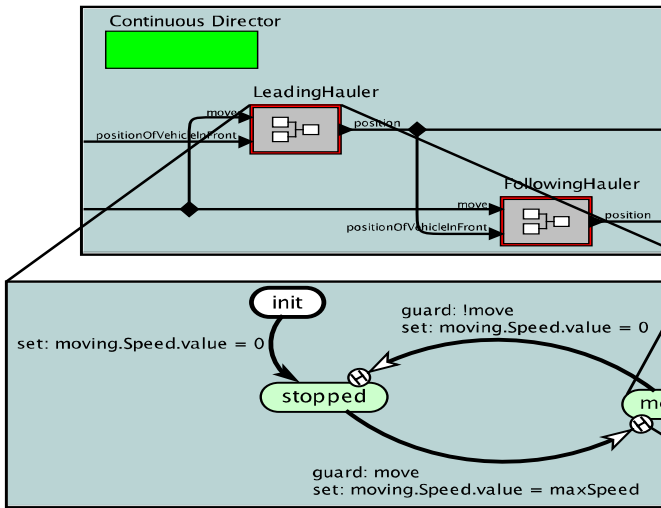 Continuous Director
LeadingHauler
move
position
positionOfVehicleInFront
FollowingHauler
move
position
positionOfVehicleInFront
init
guard: !move
set: moving.Speed.value = 0
set: moving.Speed.value = 0
H
stopped
H
guard: move
set: moving.Speed.value = maxSpeed